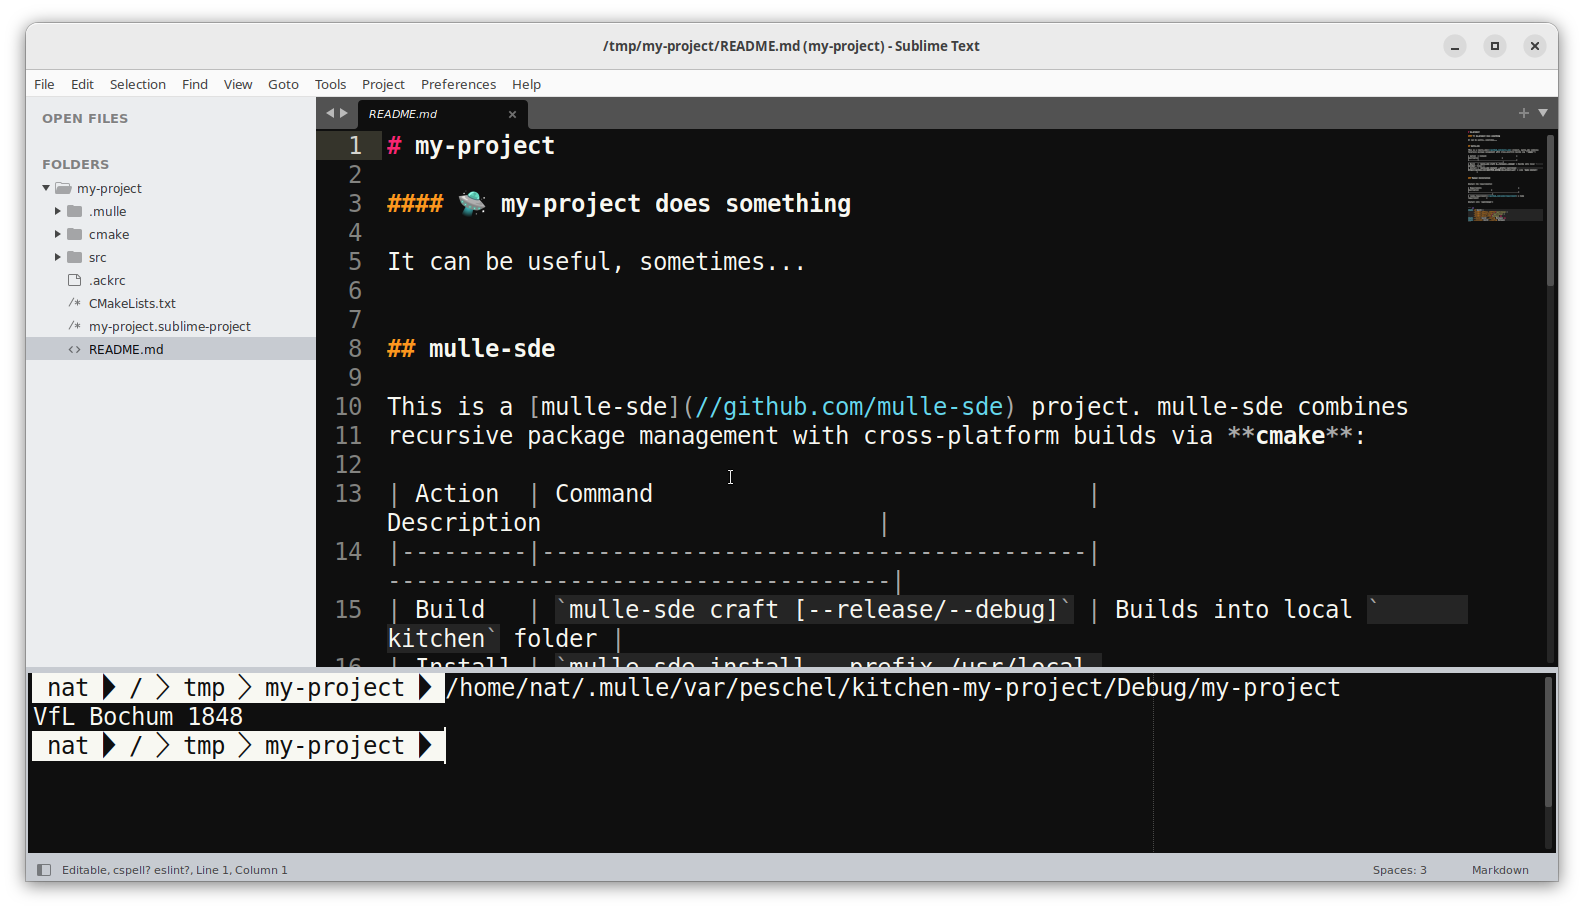 /tmp/my-project/README.md (my-project) - Sublime Text
File Edit Selection Find View Goto Tools Project Preferences Help
OPEN FILES
FOLDERS
my-project
.mulle
cmake
src
.ackrc
/* CMakeLists.txt
/* my-project.sublime-project
<> README.md
README.md
1 # my-project
2
3 #### 🛸 my-project does something
4
5 It can be useful, sometimes...
6
7
8 ## mulle-sde
9
10 This is a [mulle-sde](//github.com/mulle-sde) project. mulle-sde combines
11 recursive package management with cross-platform builds via **cmake**:
12
13 | Action  | Command                               |
Description                         |
14 |---------|---------------------------------------|
------------------------------------|
15 | Build   | `mulle-sde craft [--release/--debug]` | Builds into local `
kitchen` folder |
16 | Install | `mulle-sde install --prefix /usr/local
nat / tmp my-project /home/nat/.mulle/var/peschel/kitchen-my-project/Debug/my-project
VfL Bochum 1848
nat / tmp my-project
Editable, cspell? eslint?, Line 1, Column 1
Spaces: 3
Markdown